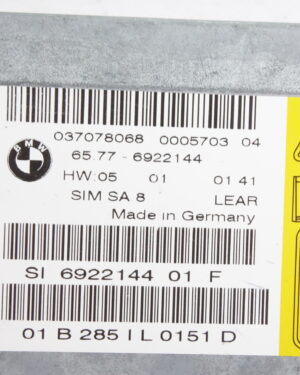 BMW
037078068 0005703 04
65.77 - 6922144
HW:05 01 01 41
SIM SA 8 LEAR
Made in Germany
SI 6922144 01 F
01 B 285 I L 0151 D